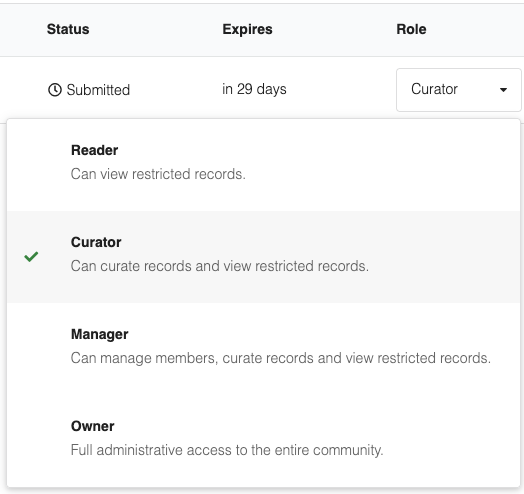 Status Expires Role
Submitted in 29 days Curator
Reader
Can view restricted records.
Curator
Can curate records and view restricted records.
Manager
Can manage members, curate records and view restricted records.
Owner
Full administrative access to the entire community.